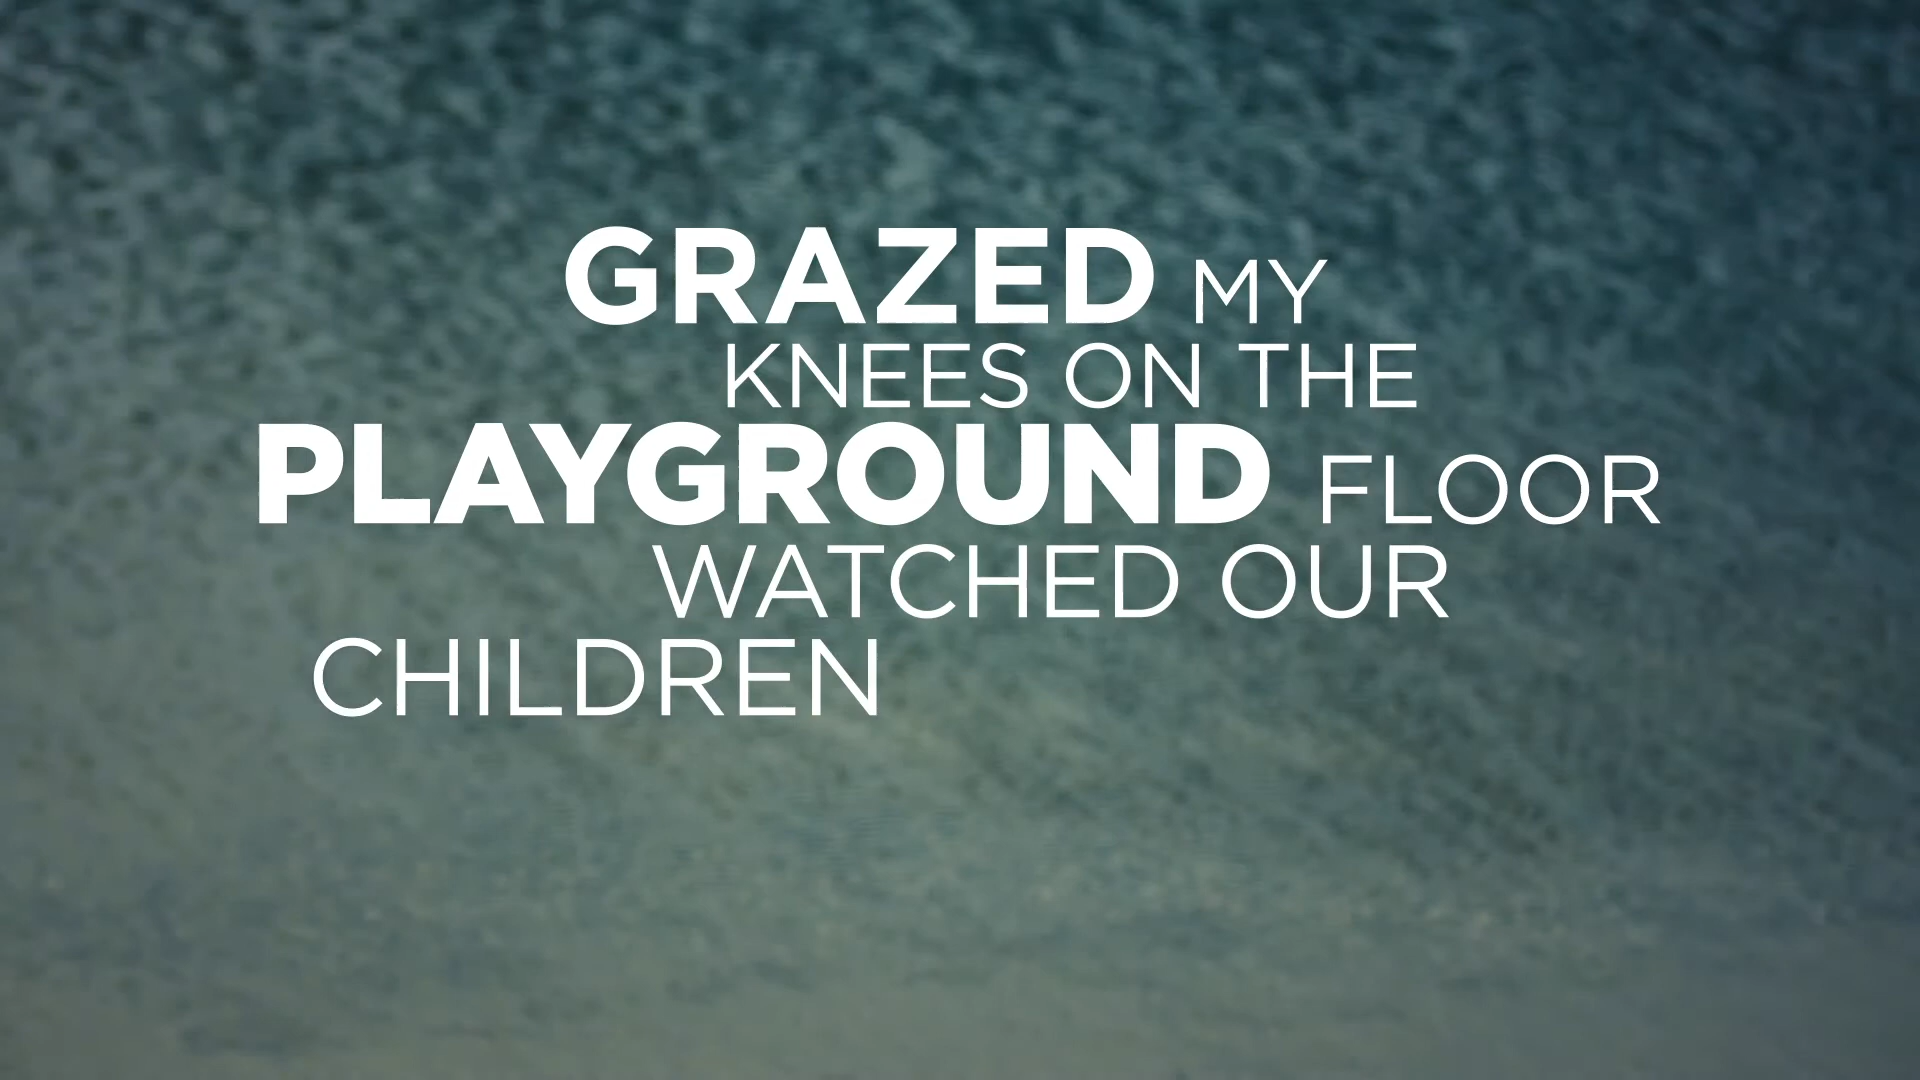 GRAZED MY
KNEES ON THE
PLAYGROUND FLOOR
WATCHED OUR
CHILDREN